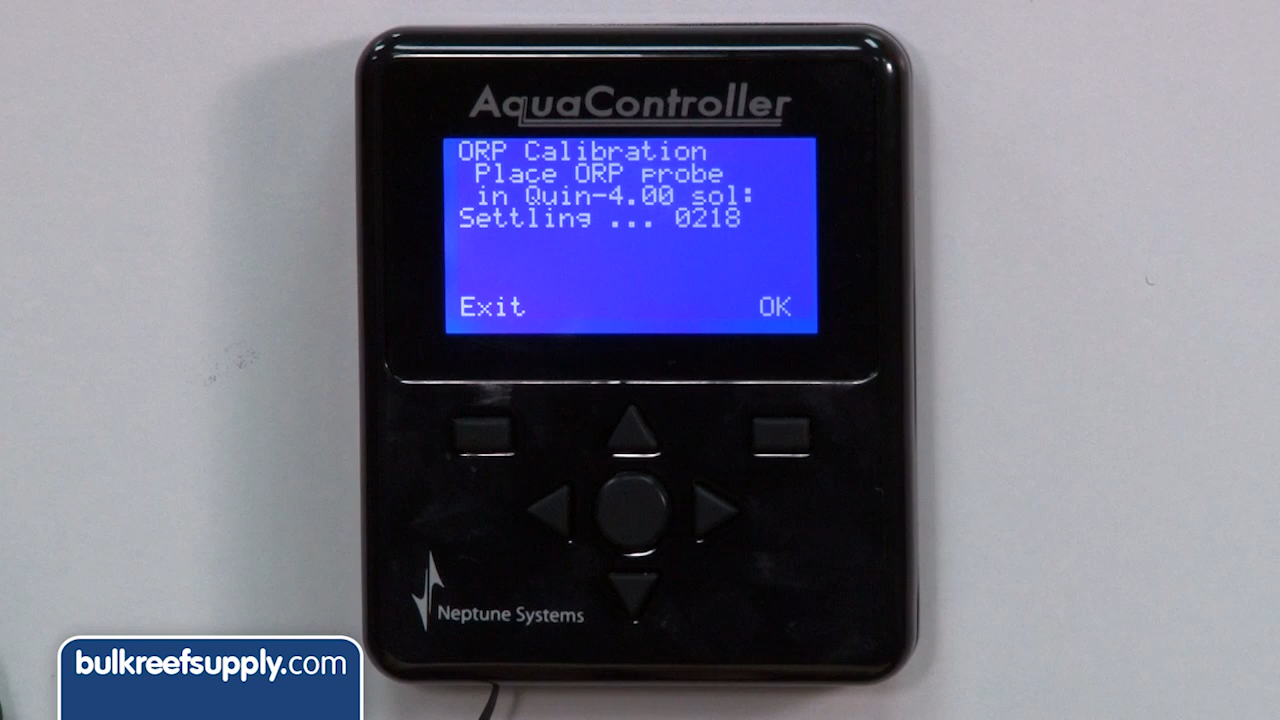 AquaController
ORP Calibration
Place ORP probe
in Quin-4.00 sol:
Settling ... 0218
Exit OK
Neptune Systems
bulkreefsupply.com